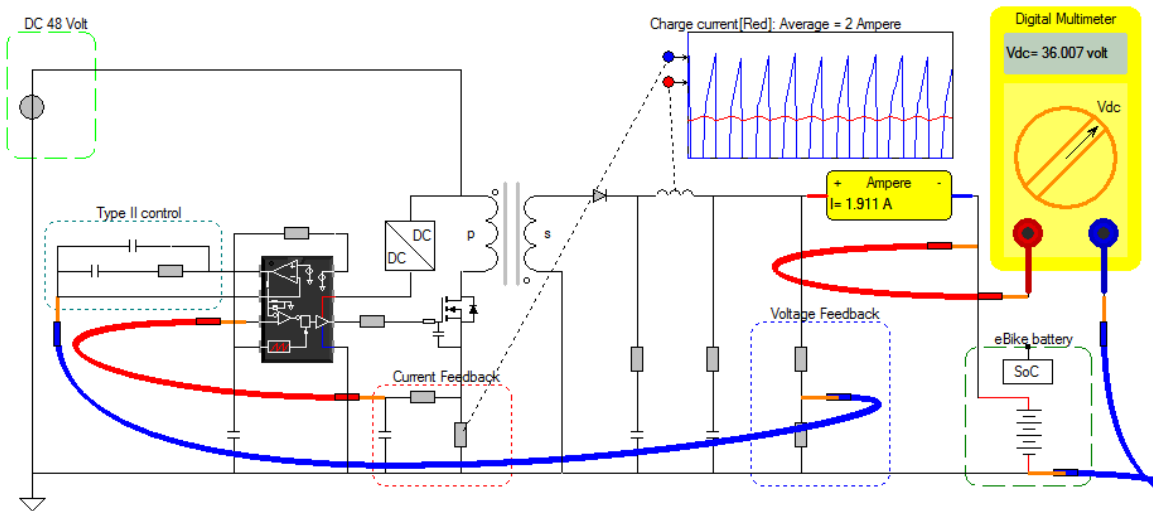 DC 48 Volt
Charge current[Red]: Average = 2 Ampere
Digital Multimeter
Vdc= 36.007 volt
Vdc
+ Ampere -
I= 1.911 A
Type II control
DC
DC
p
s
Voltage Feedback
eBike battery
SoC
Current Feedback